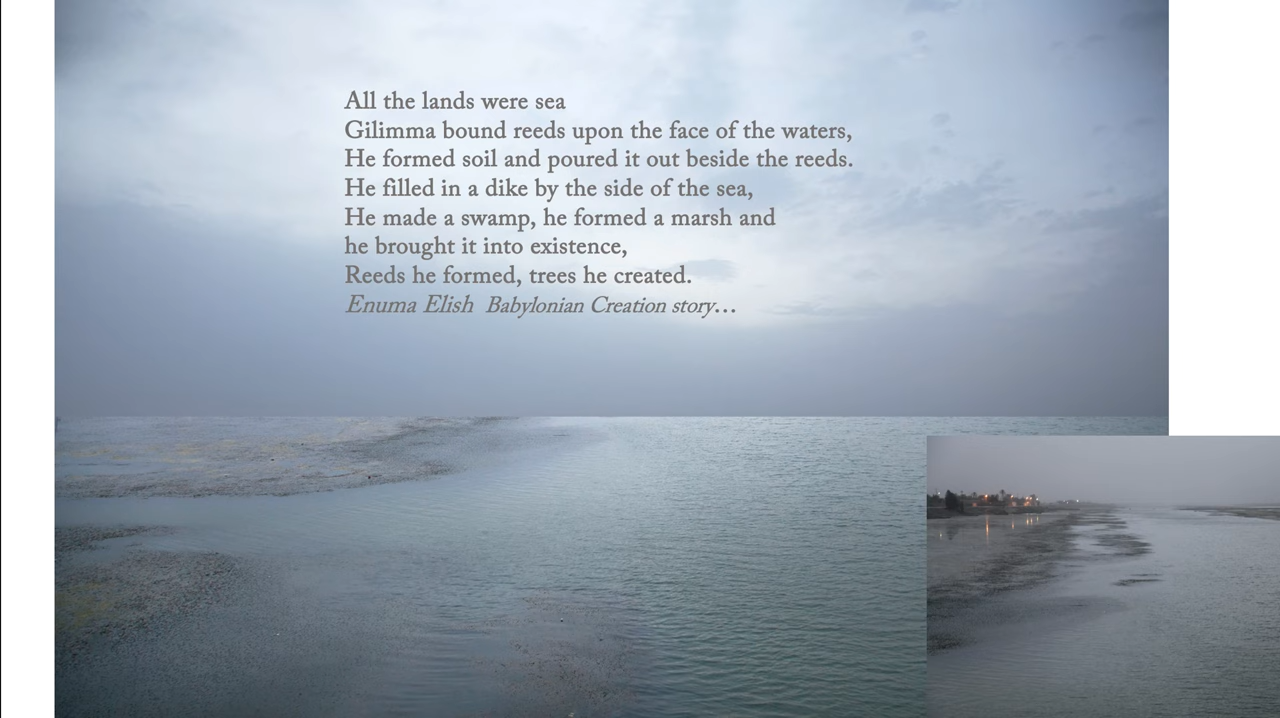 All the lands were sea
Gilimma bound reeds upon the face of the waters,
He formed soil and poured it out beside the reeds.
He filled in a dike by the side of the sea,
He made a swamp, he formed a marsh and
he brought it into existence,
Reeds he formed, trees he created.
Enuma Elish  Babylonian Creation story…